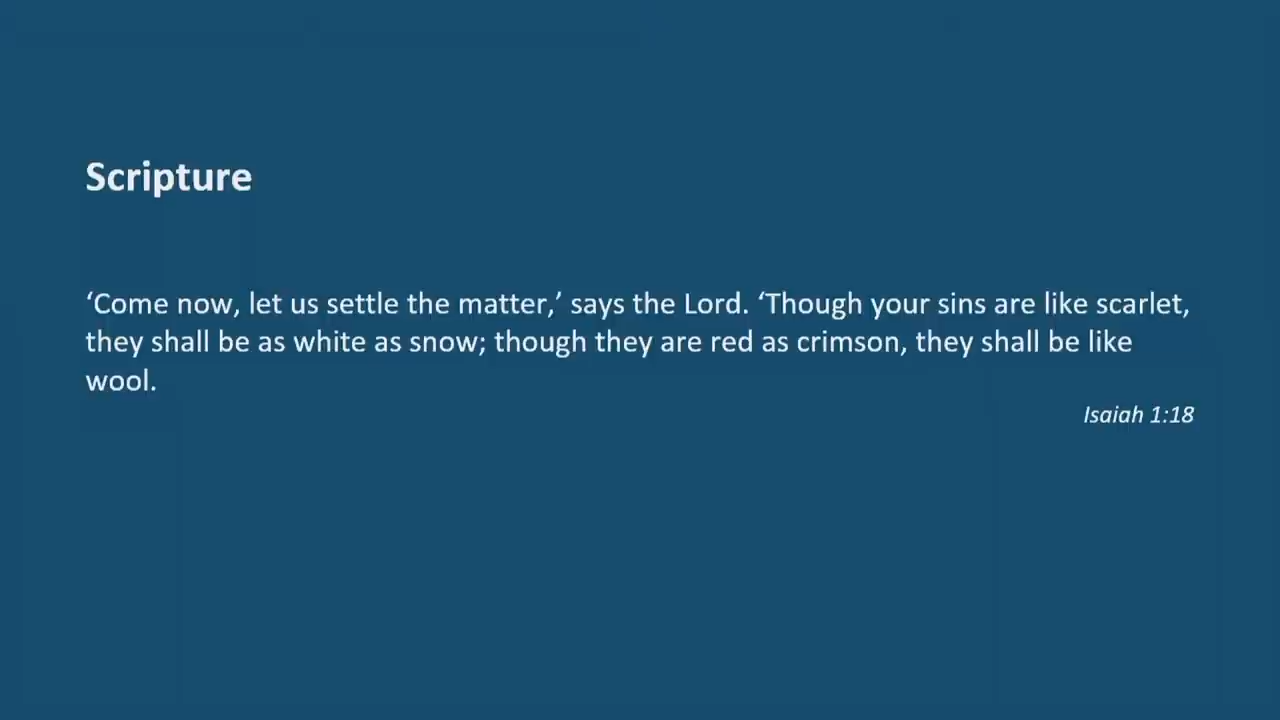 Scripture
‘Come now, let us settle the matter,’ says the Lord. ‘Though your sins are like scarlet,
they shall be as white as snow; though they are red as crimson, they shall be like
wool.
Isaiah 1:18